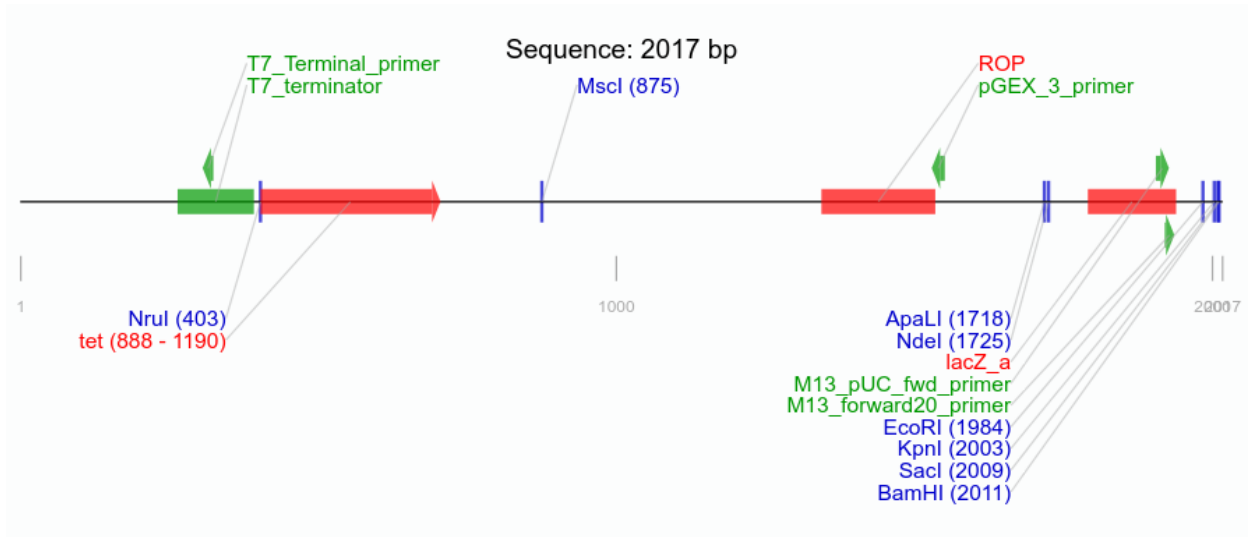 Sequence: 2017 bp
T7_Terminal_primer
T7_terminator
MscI (875)
ROP
pGEX_3_primer
1
1000
2017
NruI (403)
tet (888 - 1190)
ApaLI (1718)
NdeI (1725)
lacZ_a
M13_pUC_fwd_primer
M13_forward20_primer
EcoRI (1984)
KpnI (2003)
SacI (2009)
BamHI (2011)